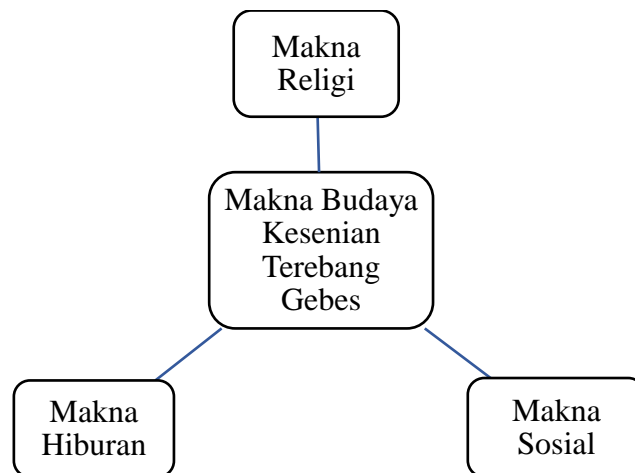 Makna
Religi
Makna Budaya
Kesenian
Terebang
Gebes
Makna
Hiburan
Makna
Sosial